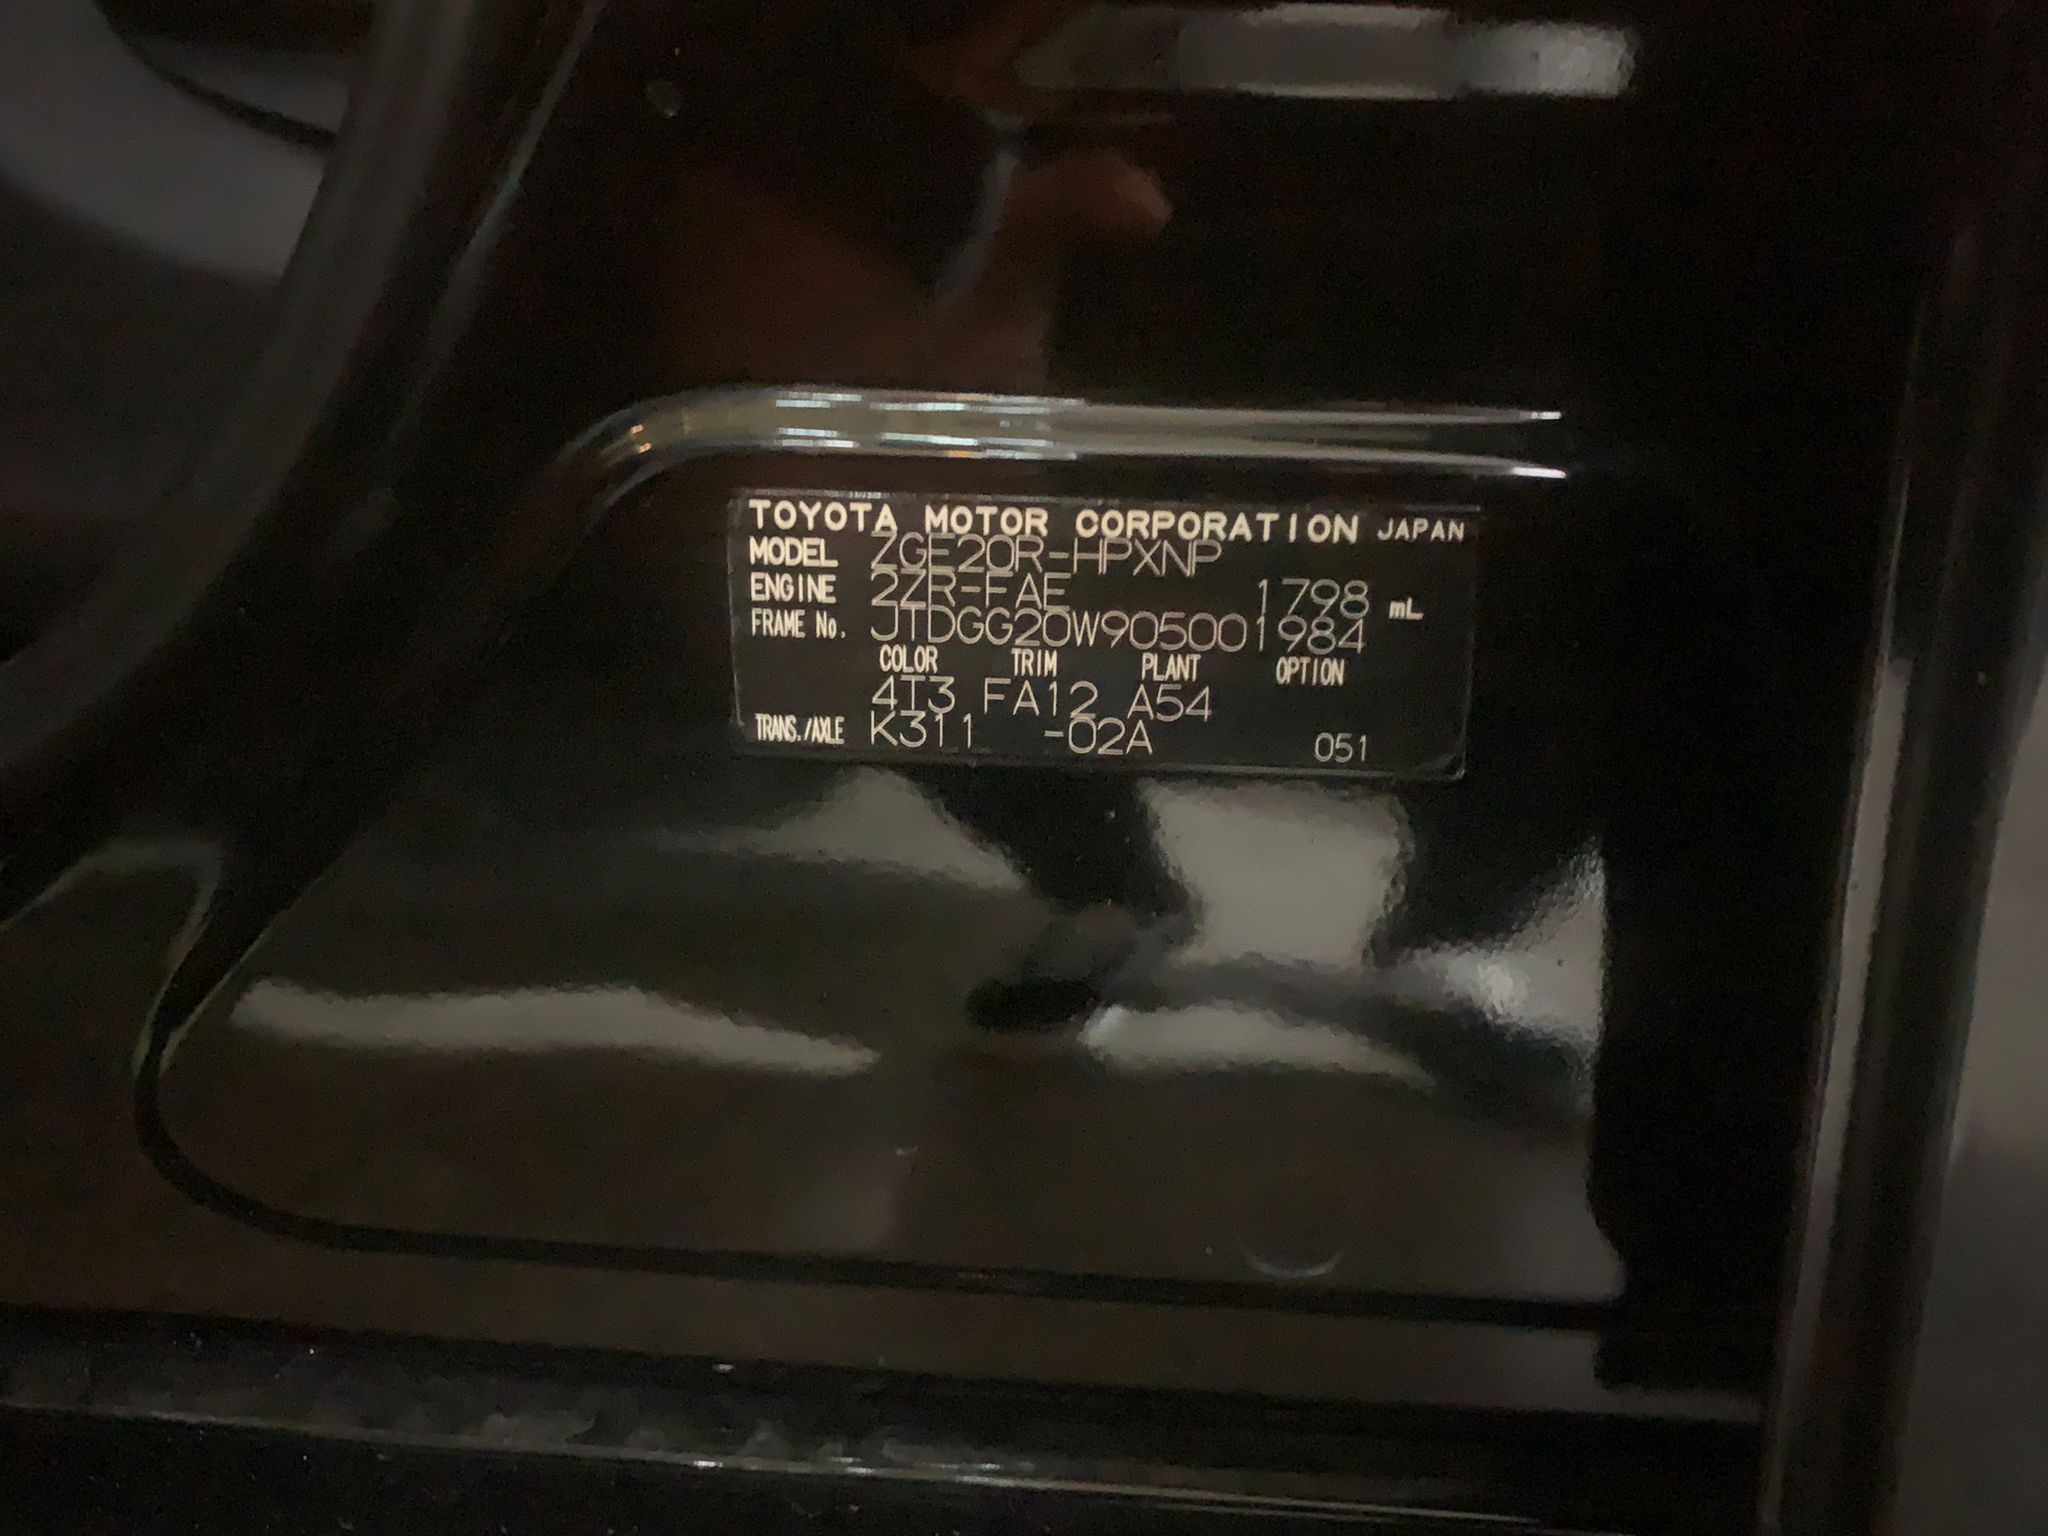 TOYOTA MOTOR CORPORATION JAPAN
MODEL ZGE20R-HPXNP
ENGINE 2ZR-FAE 1798 mL
FRAME No. JTDGG20W905001984
COLOR TRIM PLANT OPTION
4T3 FA12 A54
TRANS./AXLE K311 -02A 051